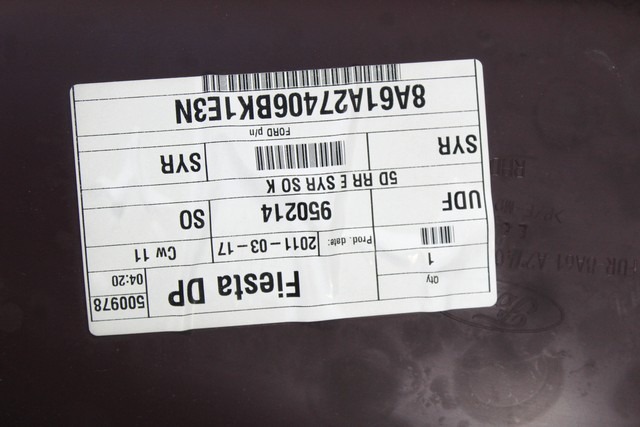 Qty
1
Fiesta DP
500978
04:20
Prod. date: 2011-03-17
Cw 11
UDF
950214
SO
5D RR E SYR SO K
SYR
SYR
FORD p/n
8A61A27406BK1E3N